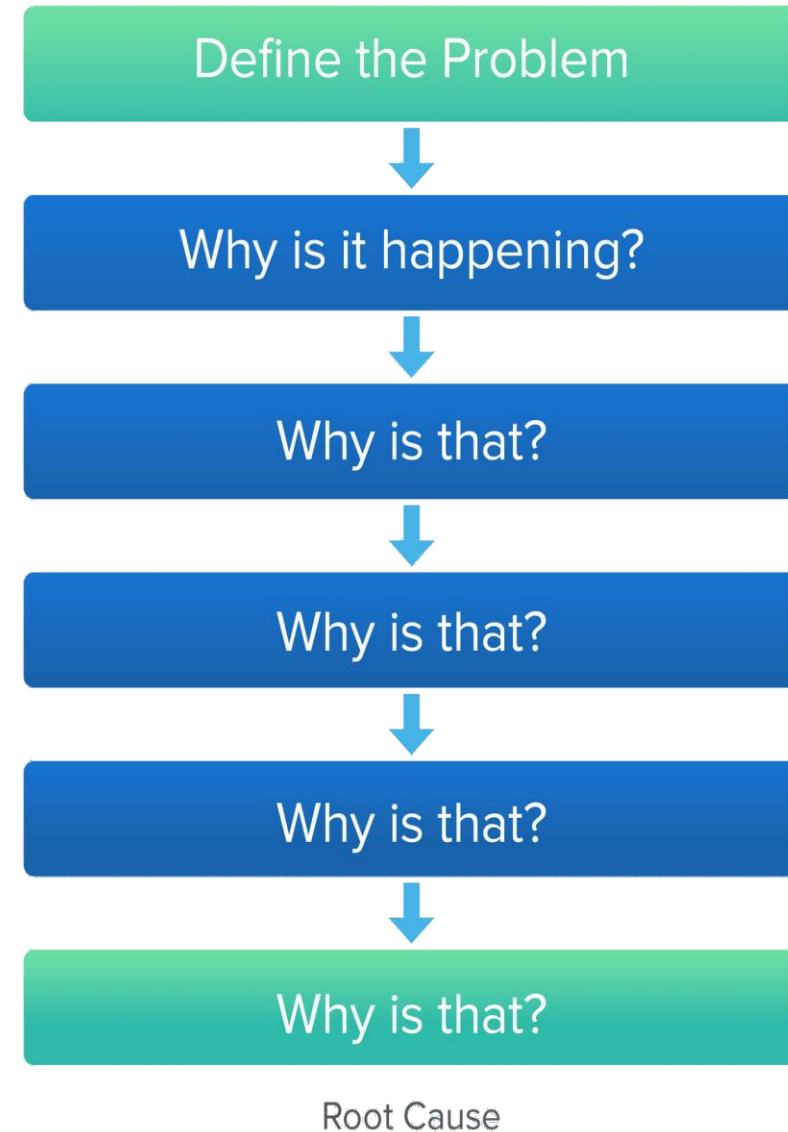 Define the Problem
Why is it happening?
Why is that?
Why is that?
Why is that?
Why is that?
Root Cause